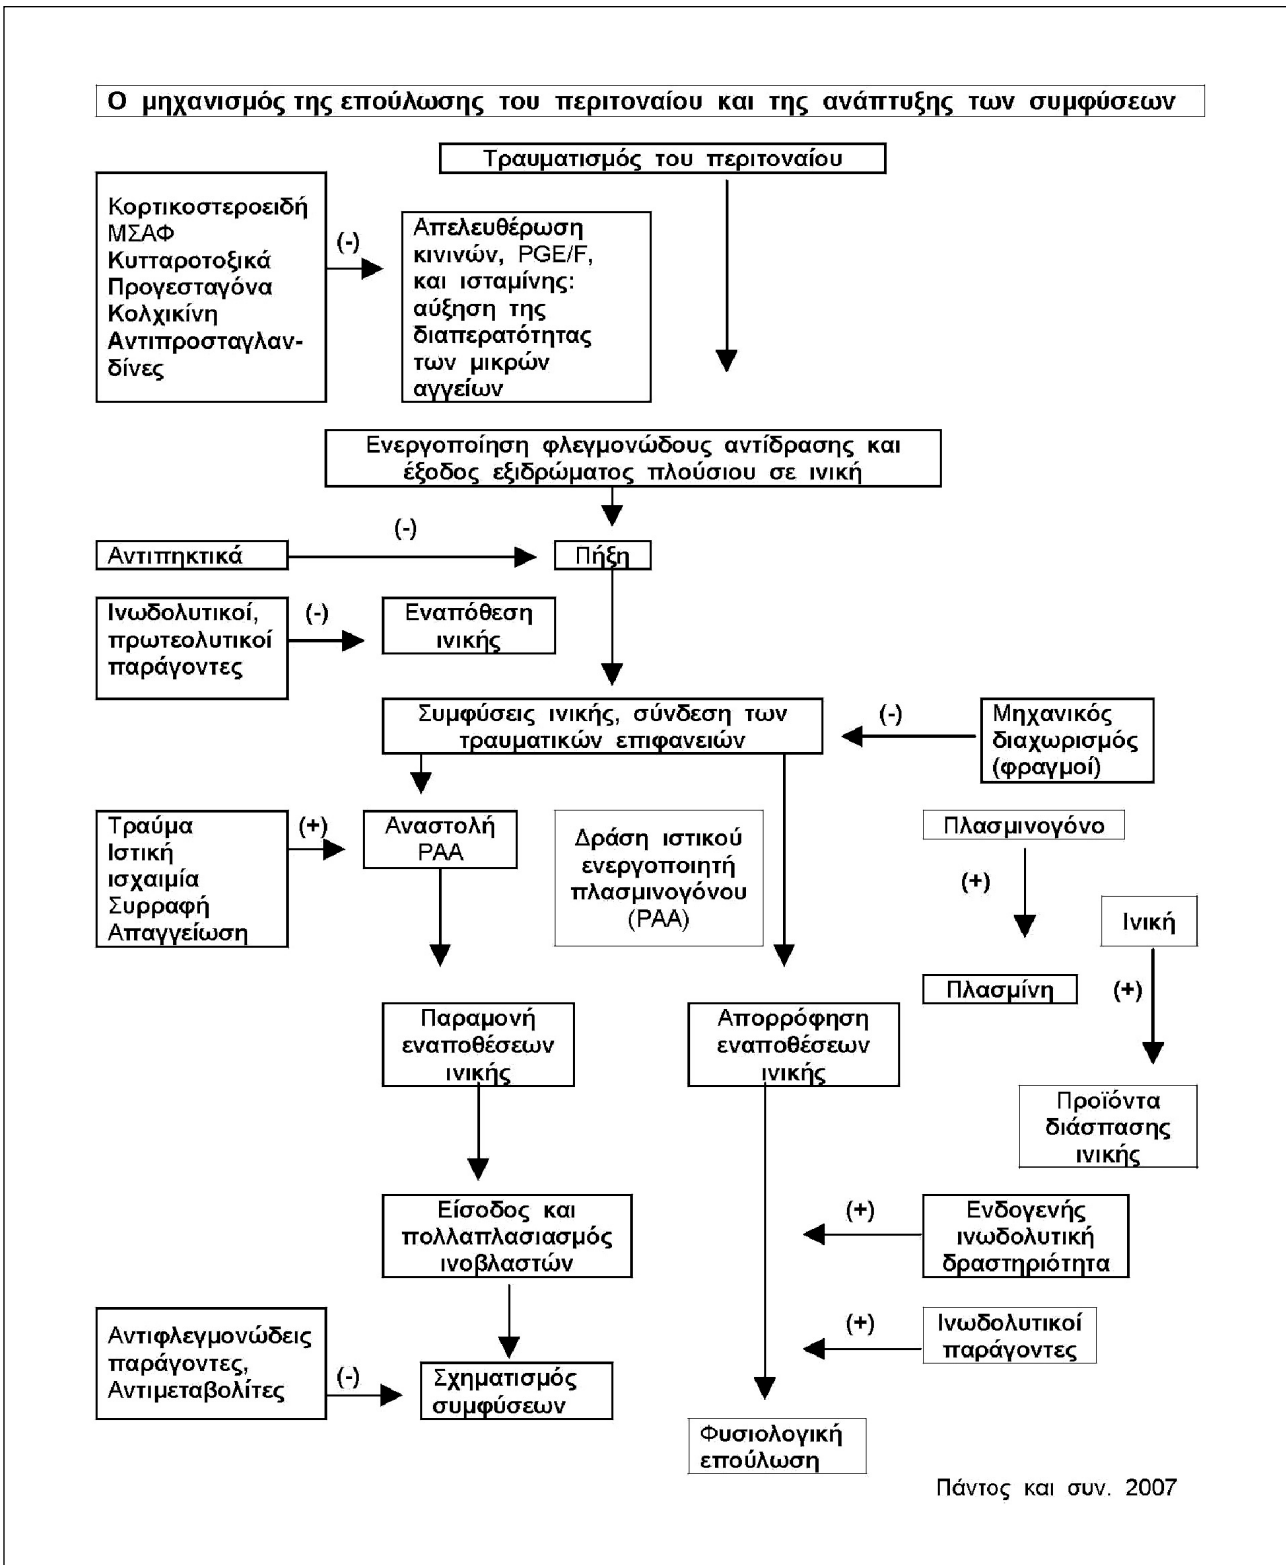 Ο μηχανισμός της επούλωσης του περιτοναίου και της ανάπτυξης των συμφύσεων
Τραυματισμός του περιτοναίου
Κορτικοστεροειδή
ΜΣΑΦ
Κυτταροτοξικά
Προγεσταγόνα
Κολχικίνη
Αντιπροσταγλαν-
δίνες
(-)
Απελευθέρωση
κινινών, PGE/F,
και ισταμίνης:
αύξηση της
διαπερατότητας
των μικρών
αγγείων
Ενεργοποίηση φλεγμονώδους αντίδρασης και
έξοδος εξιδρώματος πλούσιου σε ινική
Αντιπηκτικά
(-)
Πήξη
Ινωδολυτικοί,
πρωτεολυτικοί
παράγοντες
(-)
Εναπόθεση
ινικής
Συμφύσεις ινικής, σύνδεση των
τραυματικών επιφανειών
(-)
Μηχανικός
διαχωρισμός
(φραγμοί)
Τραύμα
Ιστική
ισχαιμία
Συρραφή
Απαγγείωση
(+)
Αναστολή
PAA
Δράση ιστικού
ενεργοποιητή
πλασμινογόνου
(PAA)
Πλασμινογόνο
(+)
Πλασμίνη
Ινική
(+)
Προϊόντα
διάσπασης
ινικής
Παραμονή
εναποθέσεων
ινικής
Απορρόφηση
εναποθέσεων
ινικής
Είσοδος και
πολλαπλασιασμός
ινοβλαστών
(+)
Ενδογενής
ινωδολυτική
δραστηριότητα
(+)
Ινωδολυτικοί
παράγοντες
Αντιφλεγμονώδεις
παράγοντες,
Αντιμεταβολίτες
(-)
Σχηματισμός
συμφύσεων
Φυσιολογική
επούλωση
Πάντος και συν. 2007